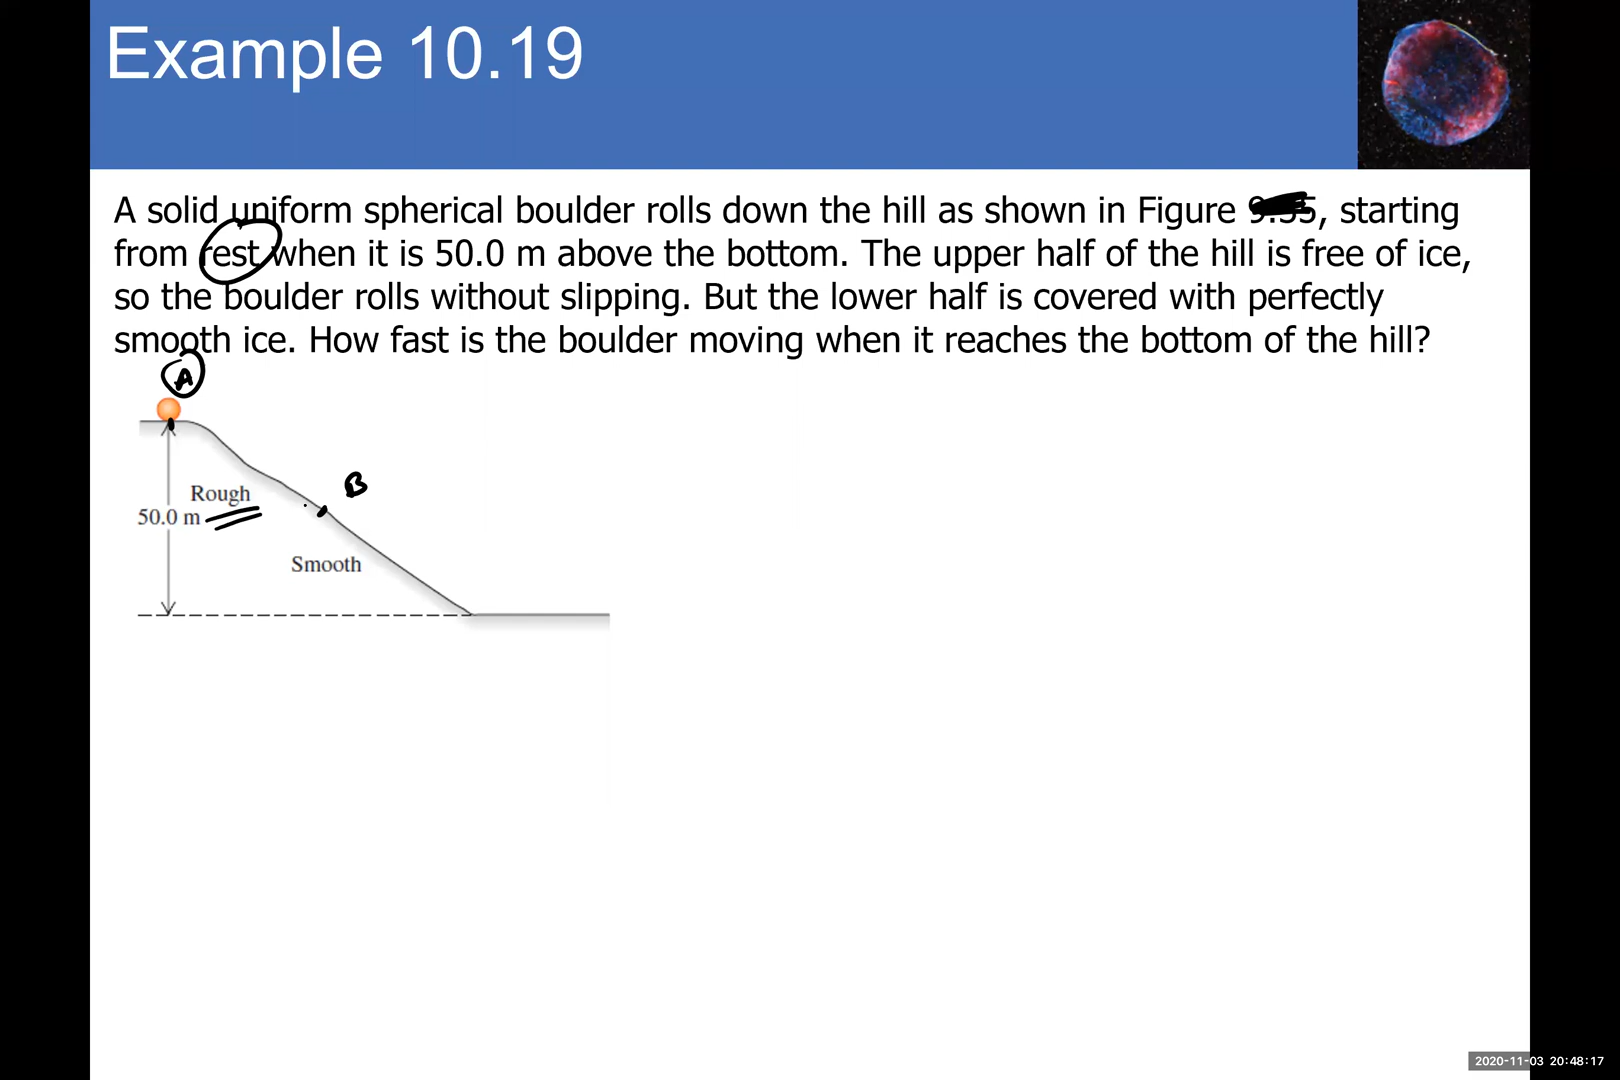 Example 10.19
A solid uniform spherical boulder rolls down the hill as shown in Figure 9.35, starting
from rest when it is 50.0 m above the bottom. The upper half of the hill is free of ice,
so the boulder rolls without slipping. But the lower half is covered with perfectly
smooth ice. How fast is the boulder moving when it reaches the bottom of the hill?
A
B
Rough
50.0 m
Smooth
2020-11-03 20:48:17